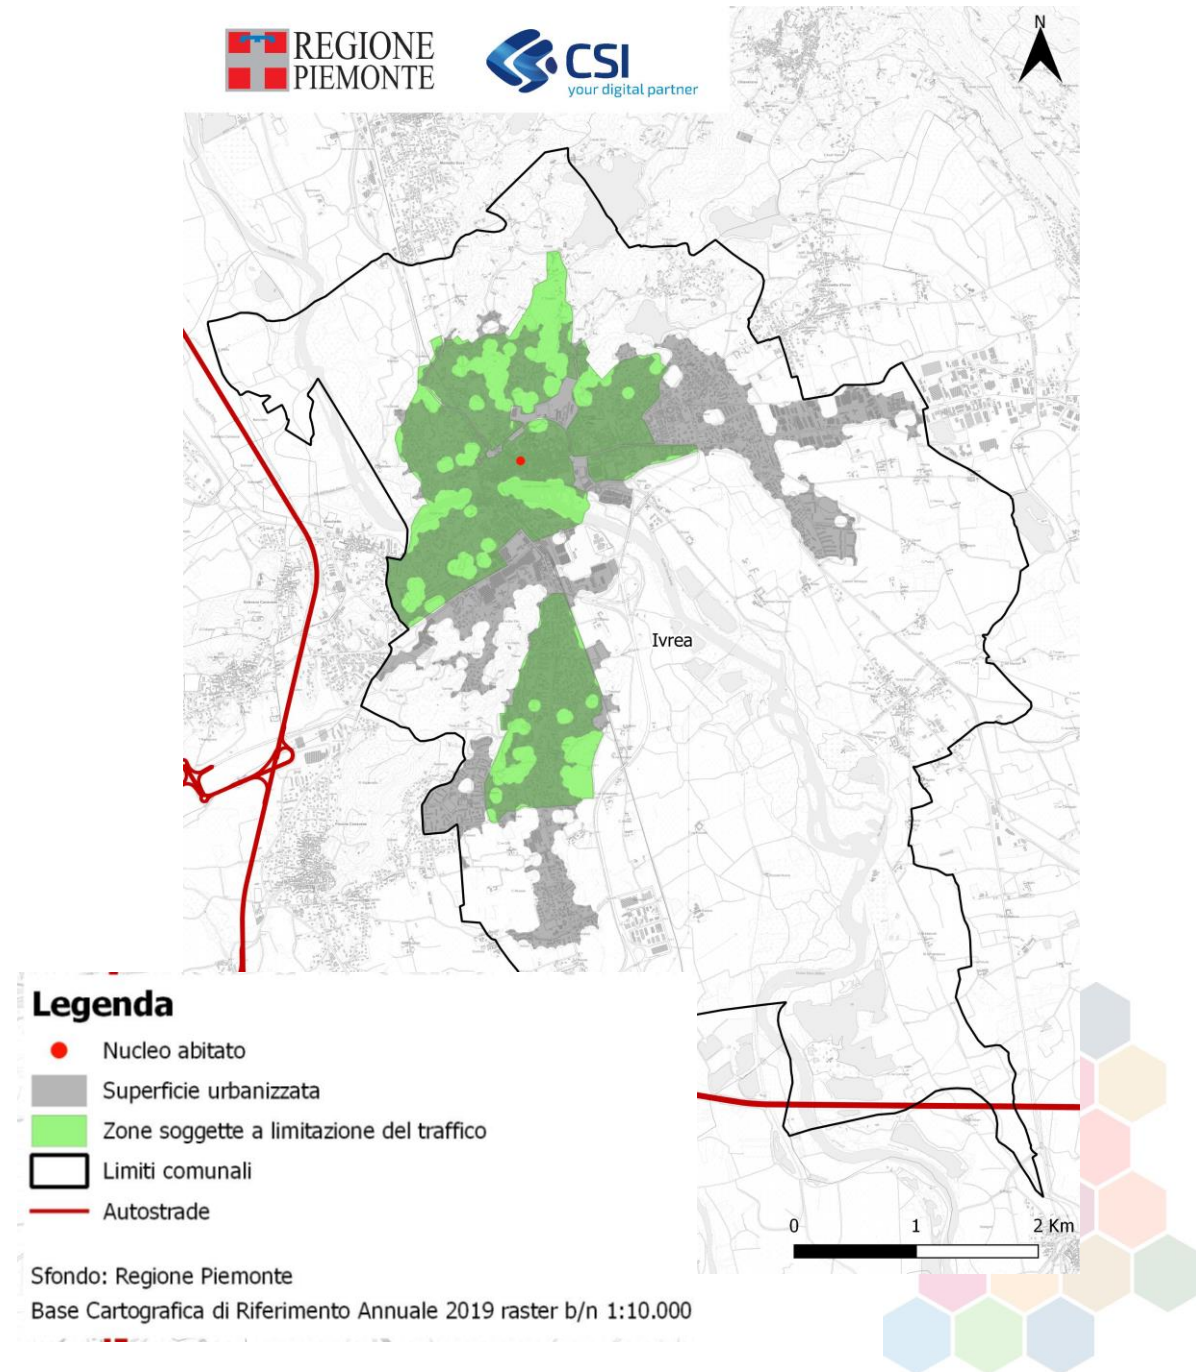 REGIONE
PIEMONTE
CSI
your digital partner
N
Ivrea
Legenda
Nucleo abitato
Superficie urbanizzata
Zone soggette a limitazione del traffico
Limiti comunali
Autostrade
0 1 2 Km
Sfondo: Regione Piemonte
Base Cartografica di Riferimento Annuale 2019 raster b/n 1:10.000